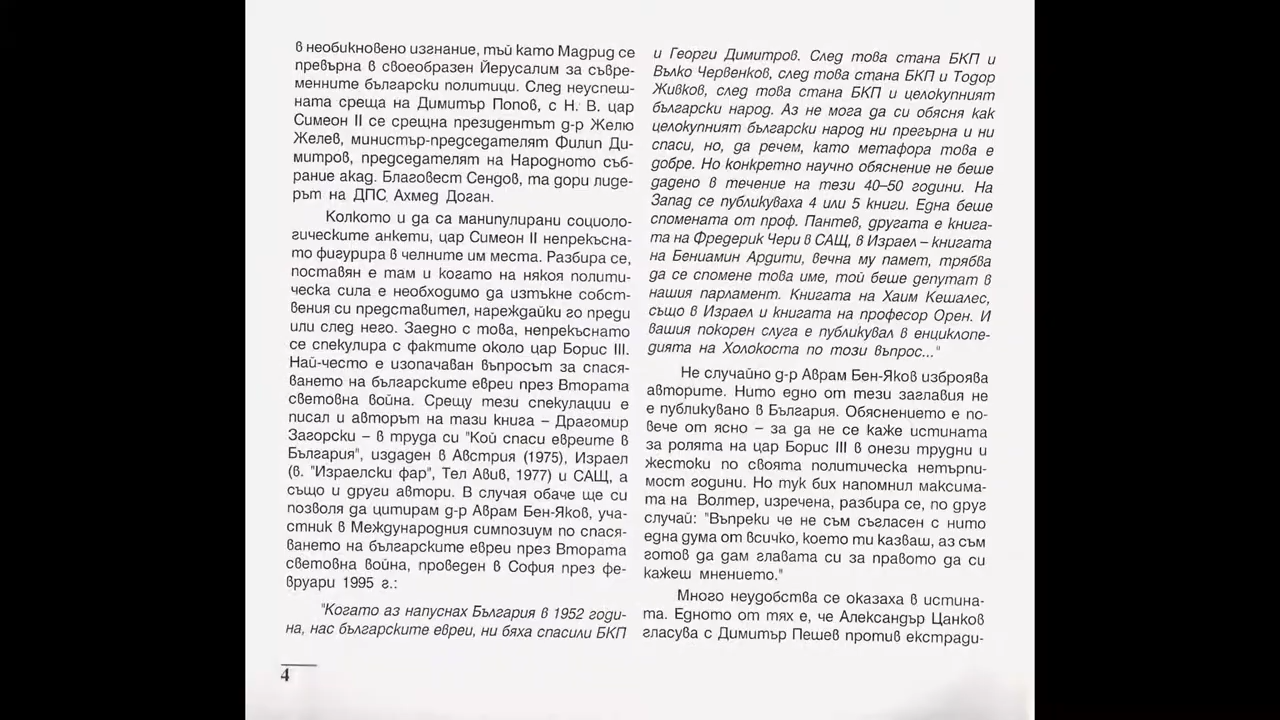 в необикновено изгнание, тъй като Мадрид се
превърна в своеобразен Йерусалим за съвре-
менните български политици. След неуспеш-
ната среща на Димитър Попов, с Н. В. цар
Симеон II се срещна президентът д-р Желю
Желев, министър-председателят Филип Ди-
митров, председателят на Народното съб-
рание акад. Благовест Сендов, та дори лиде-
рът на ДПС, Ахмед Доган.
Колкото и да са манипулирани социоло-
гическите анкети, цар Симеон II непрекъсна-
то фигурира в челните им места. Разбира се,
поставян е там и когато на някоя полити-
ческа сила е необходимо да изтъкне собст-
вения си представител, нареждайки го преди
или след него. Заедно с това, непрекъснато
се спекулира с фактите около цар Борис III.
Най-често е изопачаван въпросът за спася-
ването на българските евреи през Втората
световна война. Срещу тези спекулации е
писал и авторът на тази книга – Драгомир
Загорски – в труда си "Кой спаси евреите в
България", издаден в Австрия (1975), Израел
(в. "Израелски фар", Тел Авив, 1977) и САЩ, а
също и други автори. В случая обаче ще си
позволя да цитирам д-р Аврам Бен-Яков, уча-
стник в Международния симпозиум по спася-
ването на българските евреи през Втората
световна война, проведен в София през фе-
вруари 1995 г.:
"Когато аз напуснах България в 1952 годи-
на, нас българските евреи, ни бяха спасили БКП
4
и Георги Димитров. След това стана БКП и
Вълко Червенков, след това стана БКП и Тодор
Живков, след това стана БКП и целокупният
български народ. Аз не мога да си обясня как
целокупният български народ ни прегърна и ни
спаси, но, да речем, като метафора това е
добре. Но конкретно научно обяснение не беше
дадено в течение на тези 40–50 години. На
Запад се публикуваха 4 или 5 книги. Една беше
спомената от проф. Пантев, другата е книга-
та на Фредерик Чери в САЩ, в Израел – книгата
на Бениамин Ардити, вечна му памет, трябва
да се спомене това име, той беше депутат в
нашия парламент. Книгата на Хаим Кешалес,
също в Израел и книгата на професор Орен. И
вашия покорен слуга е публикувал в енциклопе-
дията на Холокоста по този въпрос..."
Не случайно д-р Аврам Бен-Яков изброява
авторите. Нито едно от тези заглавия не
е публикувано в България. Обяснението е по-
вече от ясно – за да не се каже истината
за ролята на цар Борис III в онези трудни и
жестоки по своята политическа нетърпи-
мост години. Но тук бих напомнил максима-
та на Волтер, изречена, разбира се, по друг
случай: "Въпреки че не съм съгласен с нито
една дума от всичко, което ти казваш, аз съм
готов да дам главата си за правото да си
кажеш мнението."
Много неудобства се оказаха в истина-
та. Едното от тях е, че Александър Цанков
гласува с Димитър Пешев против екстради-